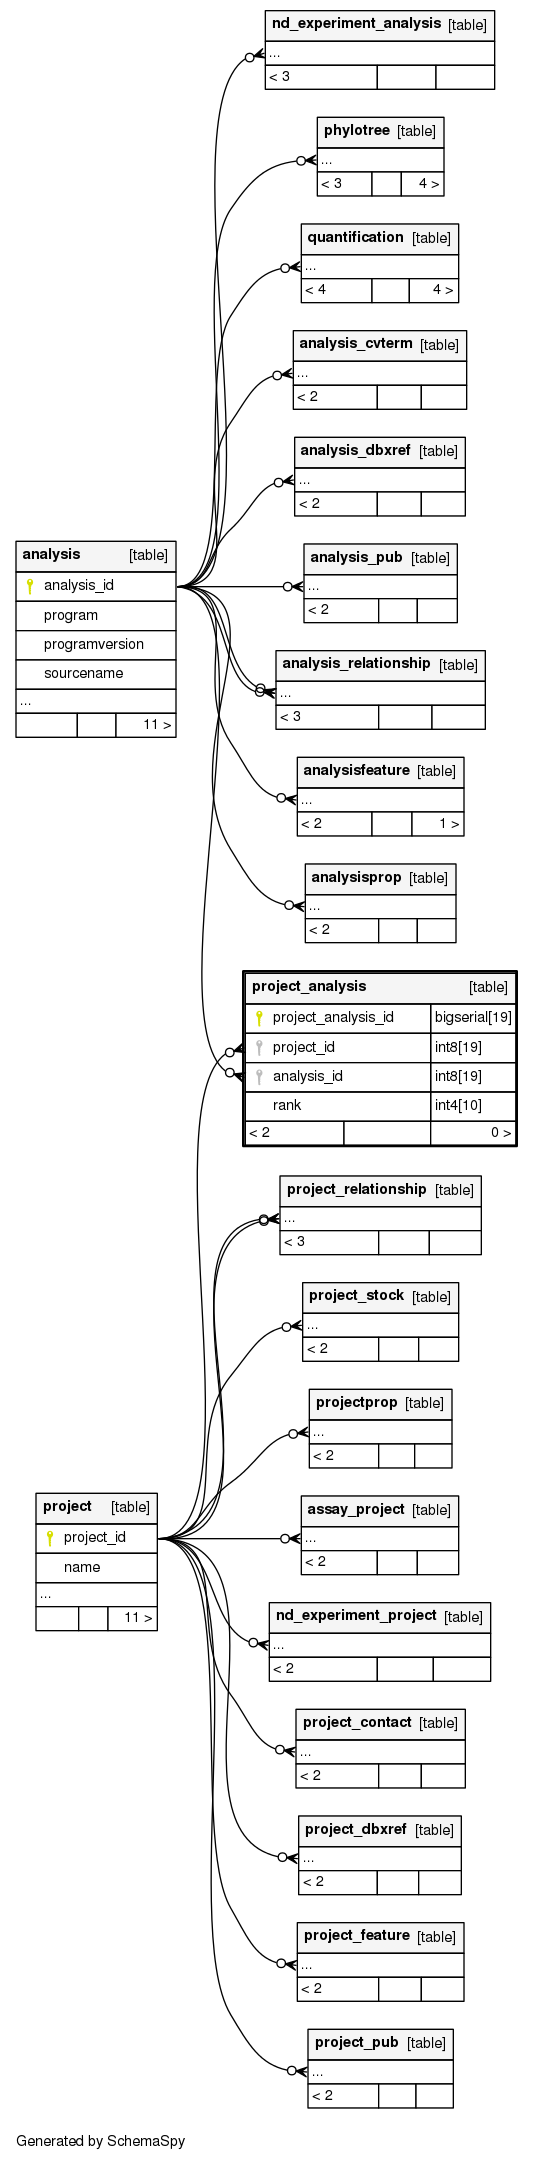 nd_experiment_analysis [table]
...
< 3
phylotree [table]
...
< 3 4 >
quantification [table]
...
< 4 4 >
analysis_cvterm [table]
...
< 2
analysis_dbxref [table]
...
< 2
analysis [table]
analysis_id
program
programversion
sourcename
...
11 >
analysis_pub [table]
...
< 2
analysis_relationship [table]
...
< 3
analysisfeature [table]
...
< 2 1 >
analysisprop [table]
...
< 2
project_analysis [table]
project_analysis_id bigserial[19]
project_id int8[19]
analysis_id int8[19]
rank int4[10]
< 2 0 >
project_relationship [table]
...
< 3
project_stock [table]
...
< 2
projectprop [table]
...
< 2
project [table]
project_id
name
...
11 >
assay_project [table]
...
< 2
nd_experiment_project [table]
...
< 2
project_contact [table]
...
< 2
project_dbxref [table]
...
< 2
project_feature [table]
...
< 2
project_pub [table]
...
< 2
Generated by SchemaSpy